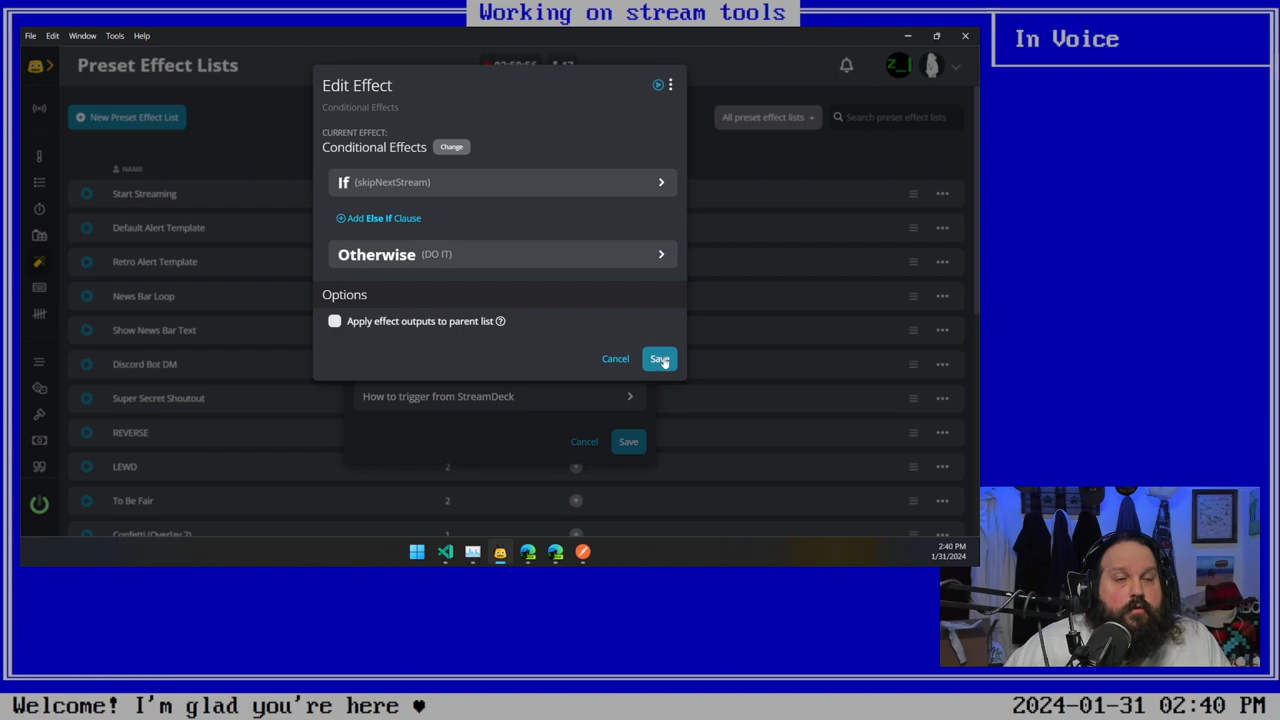 Working on stream tools
In Voice
File Edit Window Tools Help
Preset Effect Lists
z_|
New Preset Effect List
All preset effect lists
Search preset effect lists
NAME
Start Streaming
Default Alert Template
Retro Alert Template
News Bar Loop
Show News Bar Text
Discord Bot DM
Super Secret Shoutout
REVERSE
LEWD 2
To Be Fair 2
Confetti (Overlay 2) 1
Edit Effect
Conditional Effects
CURRENT EFFECT:
Conditional Effects Change
If (skipNextStream)
Add Else If Clause
Otherwise (DO IT)
Options
Apply effect outputs to parent list
Cancel Save
How to trigger from StreamDeck
Cancel Save
2:40 PM
1/31/2024
Welcome! I'm glad you're here ♥
2024-01-31 02:40 PM